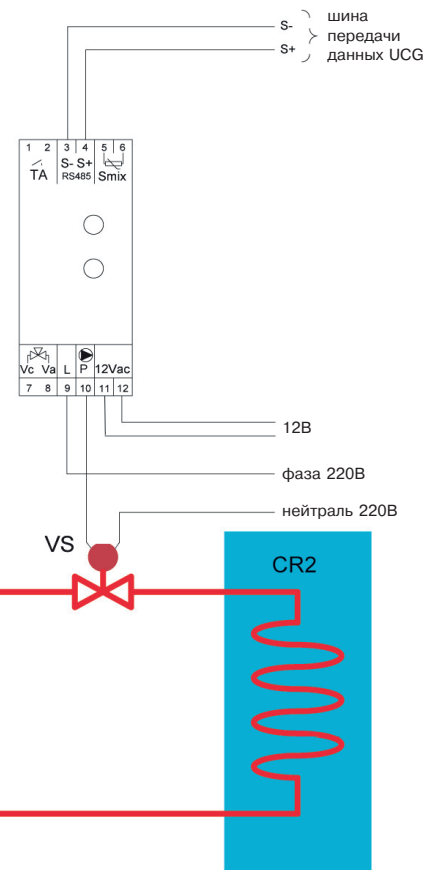 S- шина
передачи
S+ данных UCG
1 2 3 4 5 6
S- S+
TA RS485 Smix
Vc Va L P 12Vac
7 8 9 10 11 12
12В
фаза 220В
нейтраль 220В
VS
CR2